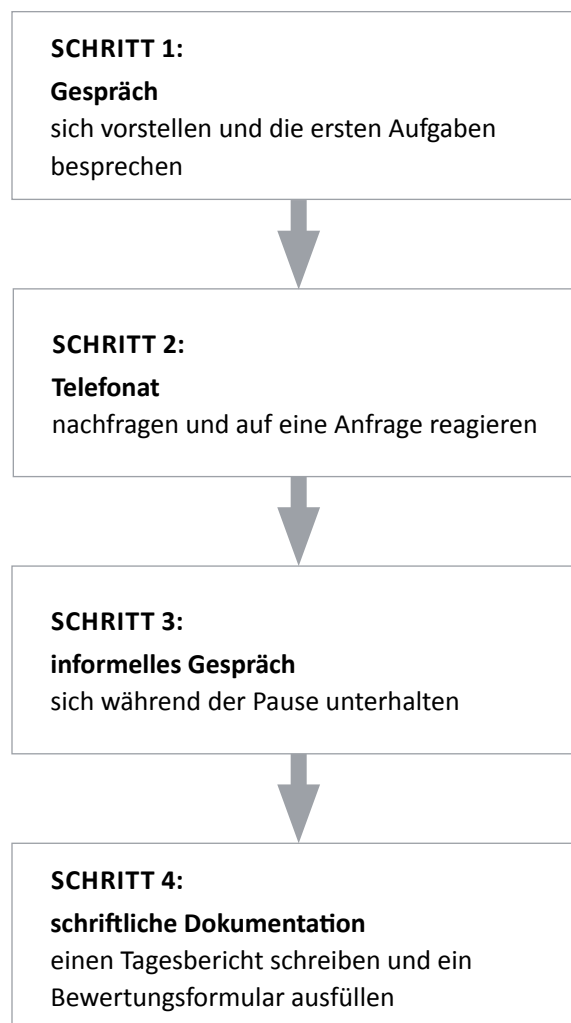 SCHRITT 1:
Gespräch
sich vorstellen und die ersten Aufgaben
besprechen
SCHRITT 2:
Telefonat
nachfragen und auf eine Anfrage reagieren
SCHRITT 3:
informelles Gespräch
sich während der Pause unterhalten
SCHRITT 4:
schriftliche Dokumentation
einen Tagesbericht schreiben und ein
Bewertungsformular ausfüllen